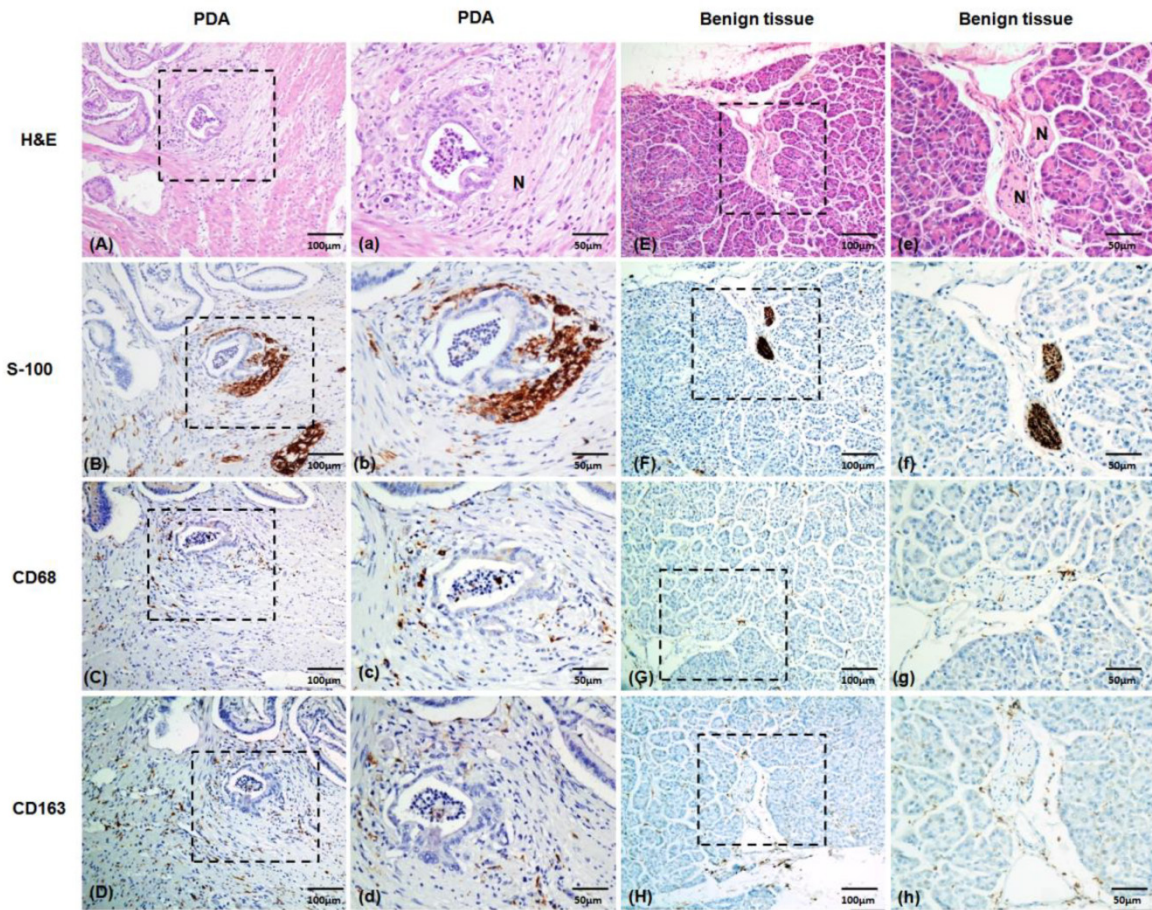 PDA PDA Benign tissue Benign tissue
H&E
N
N
N
(A) 100µm (a) 50µm (E) 100µm (e) 50µm
S-100
(B) 100µm (b) 50µm (F) 100µm (f) 50µm
CD68
(C) 100µm (c) 50µm (G) 100µm (g) 50µm
CD163
(D) 100µm (d) 50µm (H) 100µm (h) 50µm